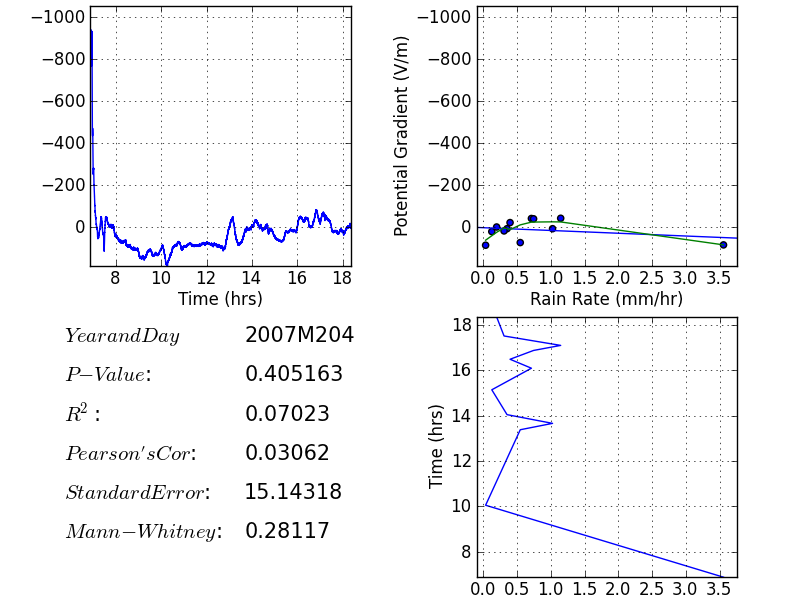 −1000
−800
−600
−400
−200
0
8 10 12 14 16 18
Time (hrs)
Potential Gradient (V/m)
−1000
−800
−600
−400
−200
0
0.0 0.5 1.0 1.5 2.0 2.5 3.0 3.5
Rain Rate (mm/hr)
YearandDay 2007M204
P−Value: 0.405163
R² : 0.07023
Pearson'sCor: 0.03062
StandardError: 15.14318
Mann−Whitney: 0.28117
Time (hrs)
18
16
14
12
10
8
0.0 0.5 1.0 1.5 2.0 2.5 3.0 3.5